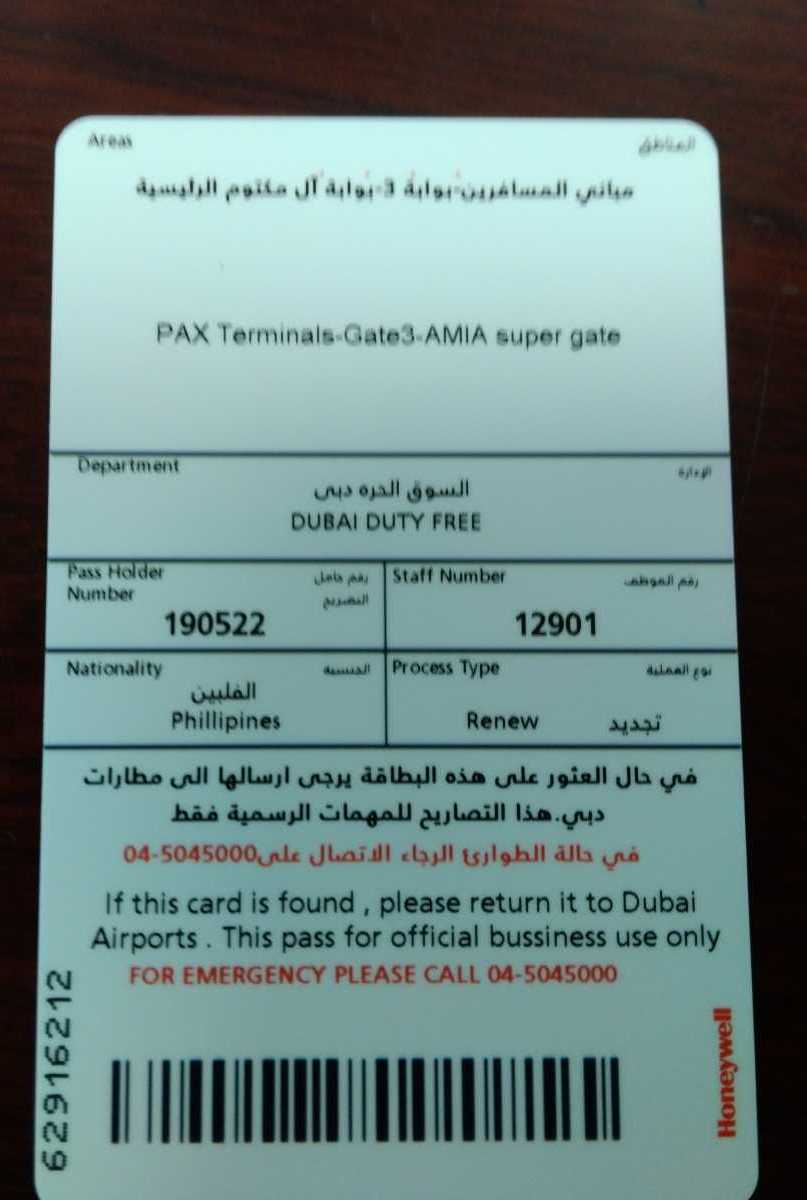 Areas المناطق
مباني المسافرين-بوابة 3-بوابة آل مكتوم الرئيسية
PAX Terminals-Gate3-AMIA super gate
Department الإدارة
السوق الحره دبى
DUBAI DUTY FREE
Pass Holder Number رقم حامل التصريح
190522
Staff Number رقم الموظف
12901
Nationality الجنسية
الفلبين
Phillipines
Process Type نوع العملية
Renew تجديد
في حال العثور على هذه البطاقة يرجى ارسالها الى مطارات
دبي.هذا التصاريح للمهمات الرسمية فقط
في حالة الطوارئ الرجاء الاتصال على04-5045000
If this card is found , please return it to Dubai
Airports . This pass for official bussiness use only
FOR EMERGENCY PLEASE CALL 04-5045000
62916212
Honeywell